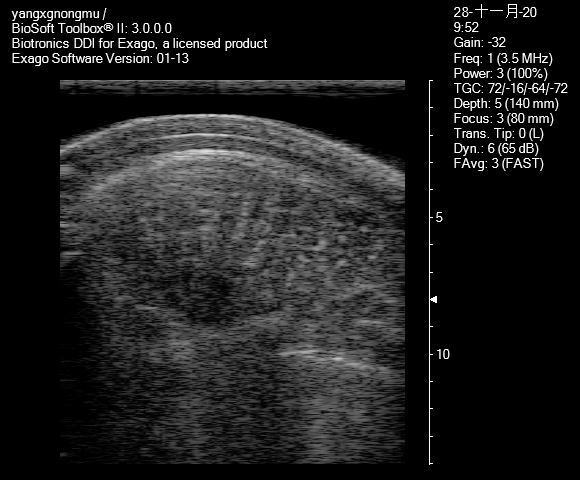 yangxgnongmu /
BioSoft Toolbox® II: 3.0.0.0
Biotronics DDI for Exago, a licensed product
Exago Software Version: 01-13
28-十一月-20
9:52
Gain: -32
Freq: 1 (3.5 MHz)
Power: 3 (100%)
TGC: 72/-16/-64/-72
Depth: 5 (140 mm)
Focus: 3 (80 mm)
Trans. Tip: 0 (L)
Dyn.: 6 (65 dB)
FAvg: 3 (FAST)
5
10